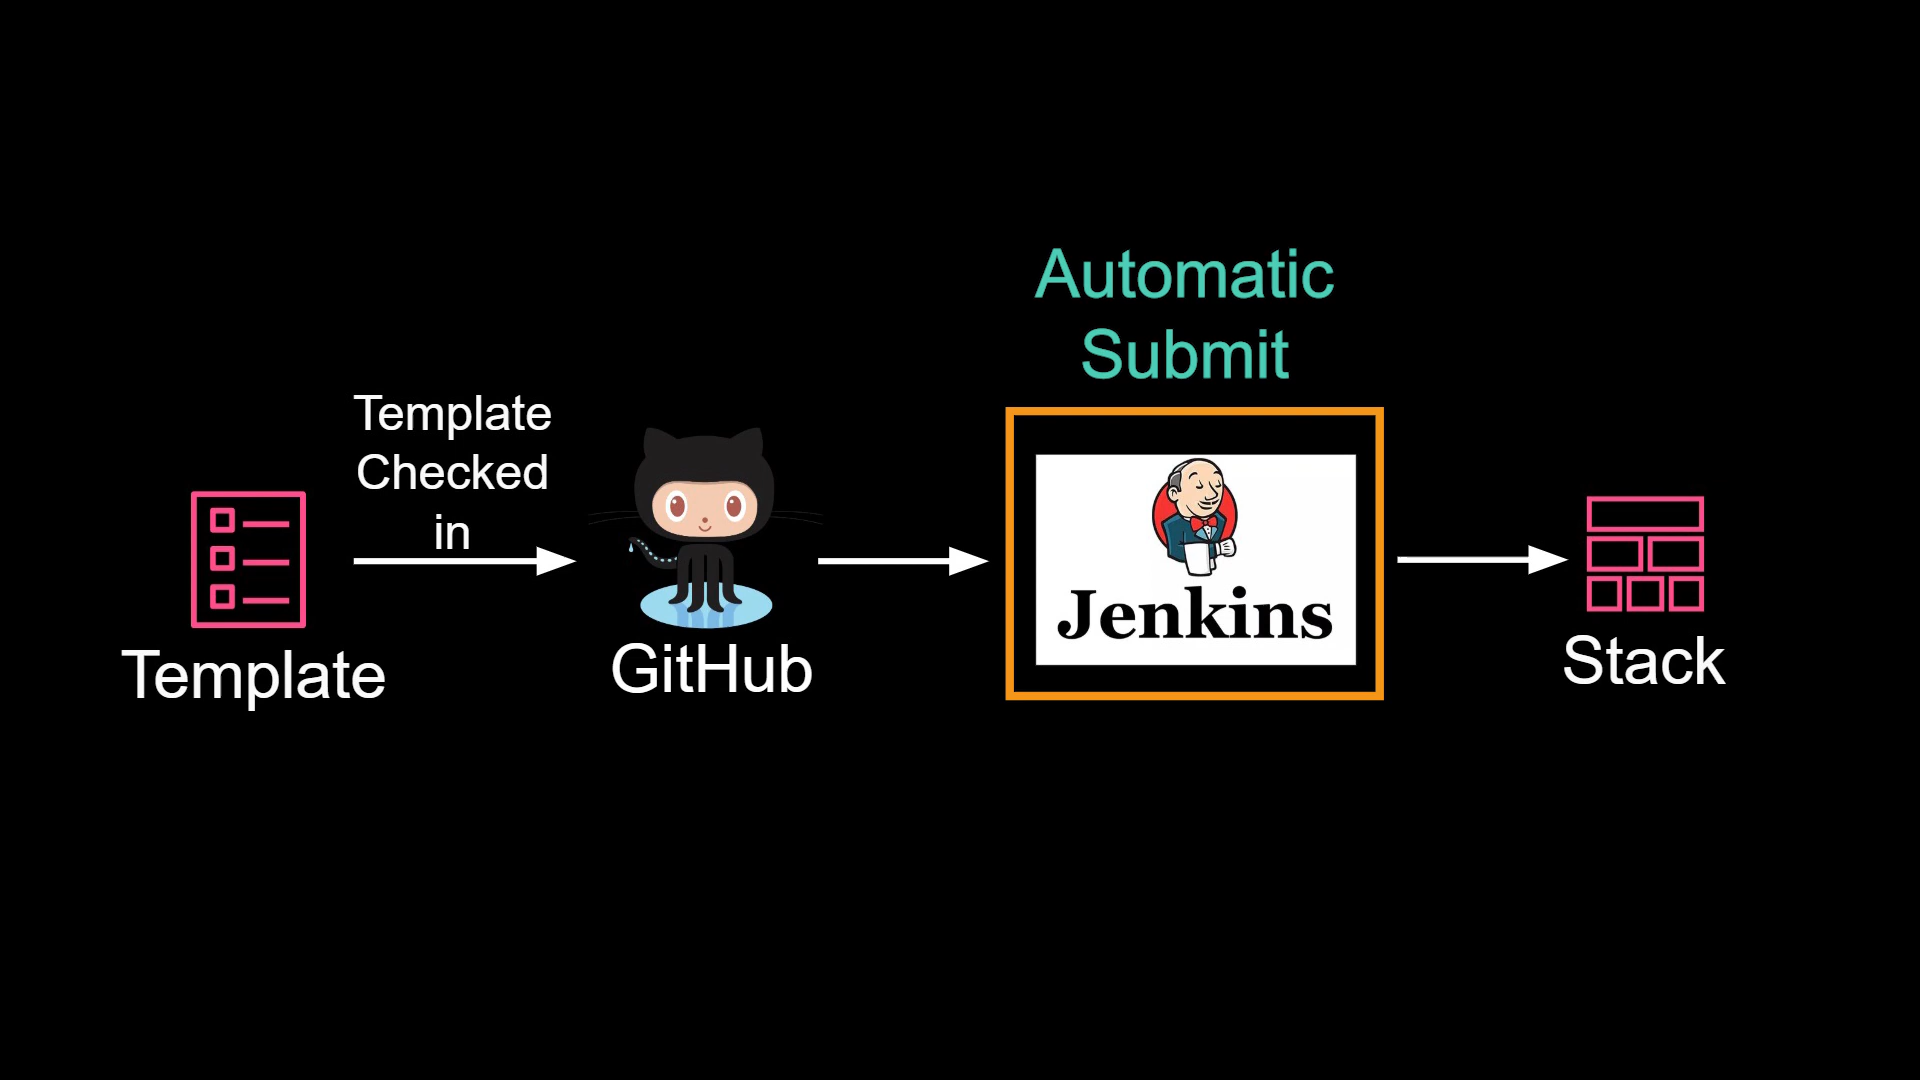 Automatic
Submit
Template
Checked
in
Template
GitHub
Jenkins
Stack